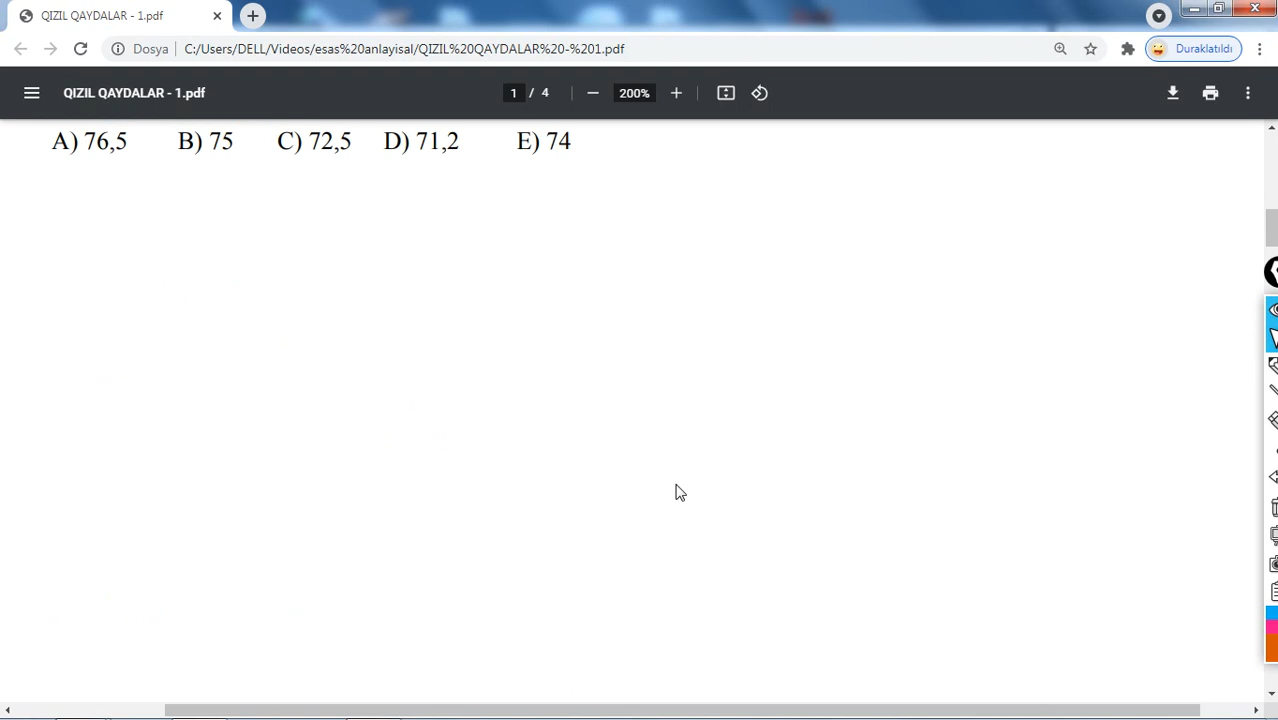 QIZIL QAYDALAR - 1.pdf
Dosya
C:/Users/DELL/Videos/esas%20anlayisal/QIZIL%20QAYDALAR%20-%201.pdf
Duraklatıldı
QIZIL QAYDALAR - 1.pdf
1 / 4
200%
A) 76,5 B) 75 C) 72,5 D) 71,2 E) 74